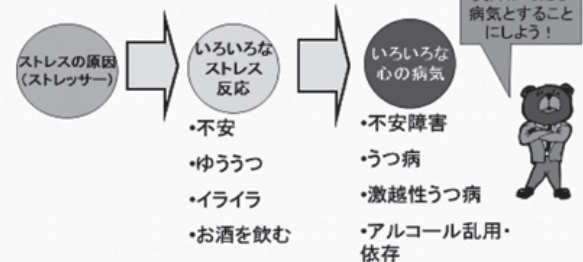 病気とすること
にしよう！
ストレスの原因
（ストレッサー）
いろいろな
ストレス
反応
いろいろな
心の病気
・不安
・ゆううつ
・イライラ
・お酒を飲む
・不安障害
・うつ病
・激越性うつ病
・アルコール乱用・
依存